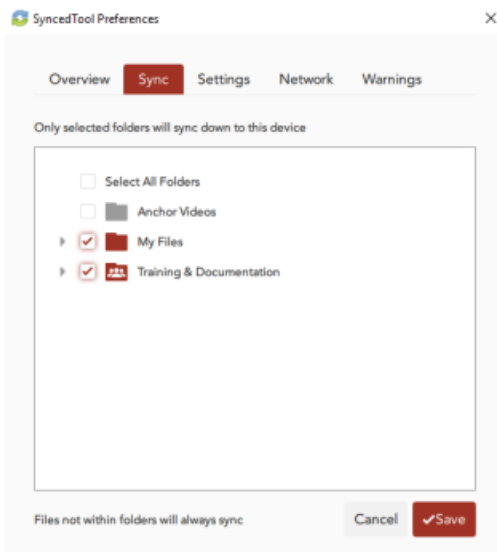 SyncedTool Preferences
Overview Sync Settings Network Warnings
Only selected folders will sync down to this device
Select All Folders
Anchor Videos
My Files
Training & Documentation
Files not within folders will always sync
Cancel Save